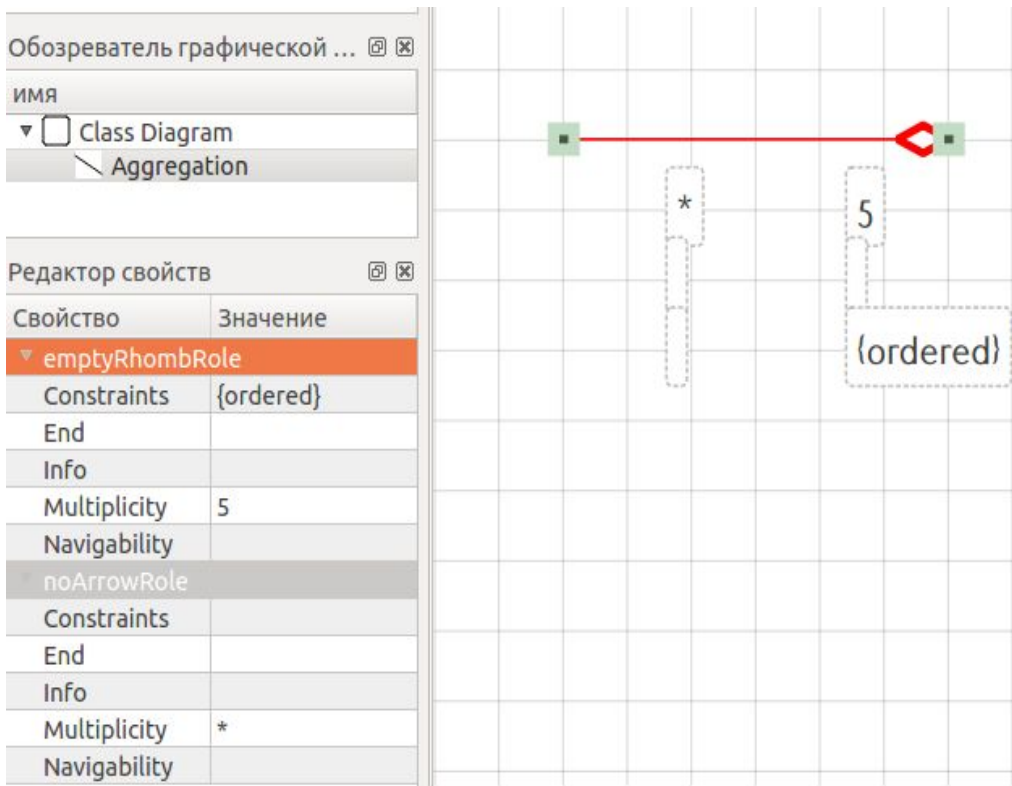 Обозреватель графической ...
имя
Class Diagram
Aggregation
Редактор свойств
Свойство Значение
emptyRhombRole
Constraints {ordered}
End
Info
Multiplicity 5
Navigability
noArrowRole
Constraints
End
Info
Multiplicity *
Navigability
* 5
{ordered}